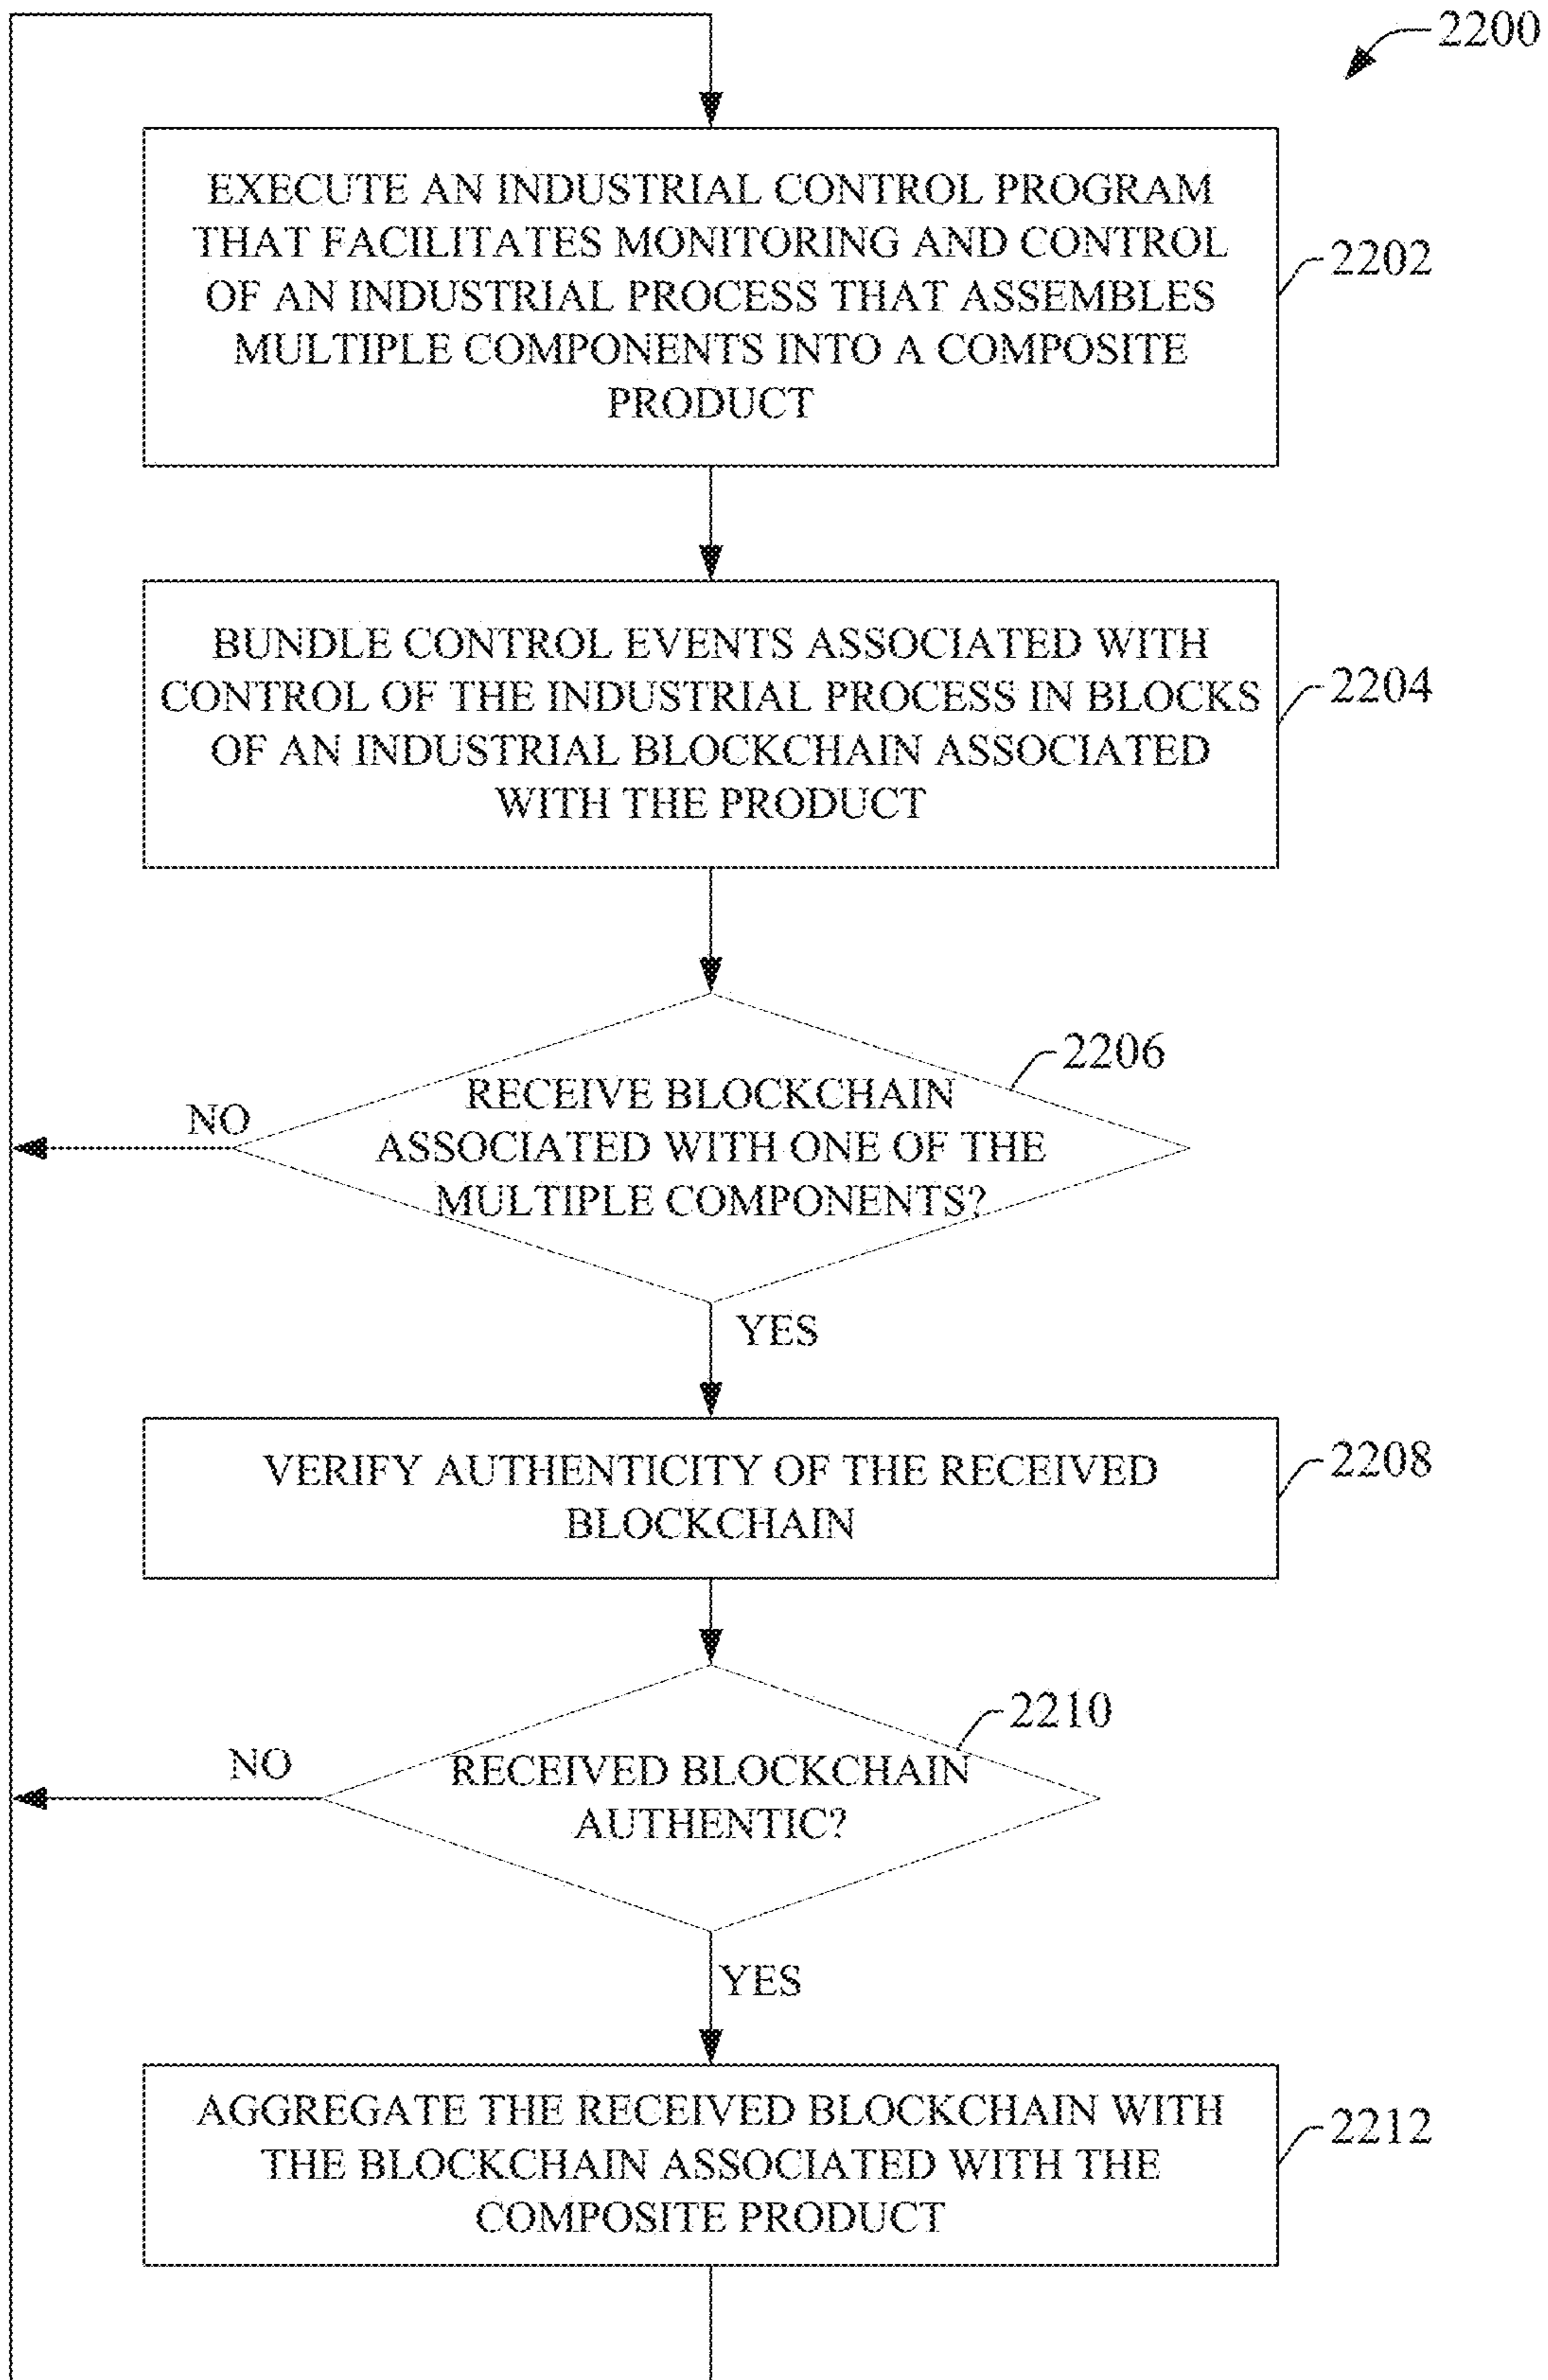 2200
EXECUTE AN INDUSTRIAL CONTROL PROGRAM
THAT FACILITATES MONITORING AND CONTROL
OF AN INDUSTRIAL PROCESS THAT ASSEMBLES
MULTIPLE COMPONENTS INTO A COMPOSITE
PRODUCT
2202
BUNDLE CONTROL EVENTS ASSOCIATED WITH
CONTROL OF THE INDUSTRIAL PROCESS IN BLOCKS
OF AN INDUSTRIAL BLOCKCHAIN ASSOCIATED
WITH THE PRODUCT
2204
2206
RECEIVE BLOCKCHAIN
ASSOCIATED WITH ONE OF THE
MULTIPLE COMPONENTS?
NO
YES
VERIFY AUTHENTICITY OF THE RECEIVED
BLOCKCHAIN
2208
2210
RECEIVED BLOCKCHAIN
AUTHENTIC?
NO
YES
AGGREGATE THE RECEIVED BLOCKCHAIN WITH
THE BLOCKCHAIN ASSOCIATED WITH THE
COMPOSITE PRODUCT
2212